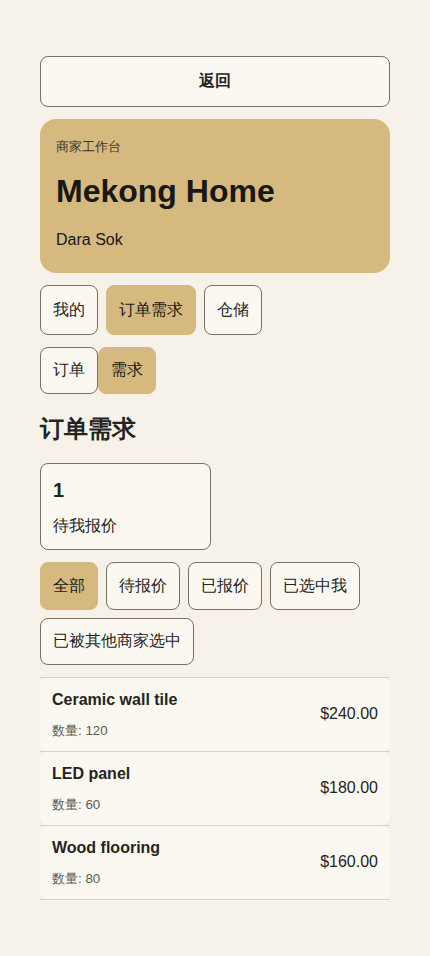 返回
商家工作台
Mekong Home
Dara Sok
我的 订单需求 仓储
订单 需求
订单需求
1
待我报价
全部 待报价 已报价 已选中我
已被其他商家选中
Ceramic wall tile
$240.00
数量: 120
LED panel
$180.00
数量: 60
Wood flooring
$160.00
数量: 80